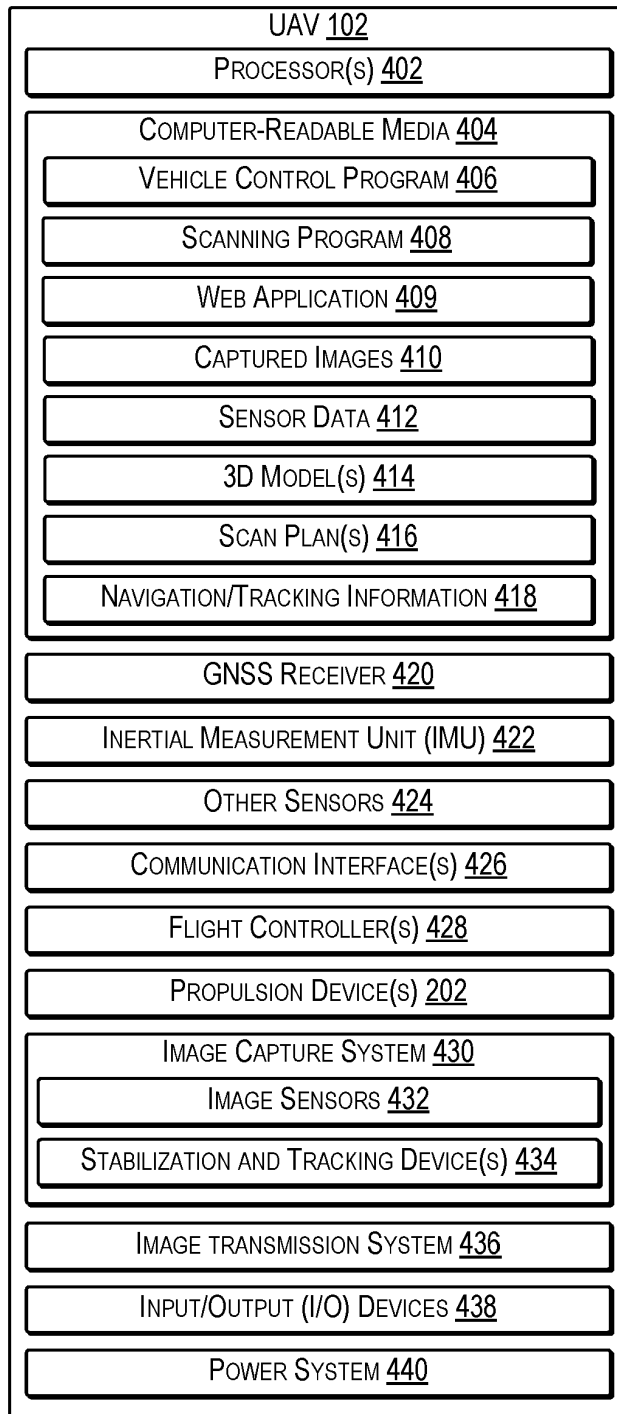 UAV 102
PROCESSOR(S) 402
COMPUTER-READABLE MEDIA 404
VEHICLE CONTROL PROGRAM 406
SCANNING PROGRAM 408
WEB APPLICATION 409
CAPTURED IMAGES 410
SENSOR DATA 412
3D MODEL(S) 414
SCAN PLAN(S) 416
NAVIGATION/TRACKING INFORMATION 418
GNSS RECEIVER 420
INERTIAL MEASUREMENT UNIT (IMU) 422
OTHER SENSORS 424
COMMUNICATION INTERFACE(S) 426
FLIGHT CONTROLLER(S) 428
PROPULSION DEVICE(S) 202
IMAGE CAPTURE SYSTEM 430
IMAGE SENSORS 432
STABILIZATION AND TRACKING DEVICE(S) 434
IMAGE TRANSMISSION SYSTEM 436
INPUT/OUTPUT (I/O) DEVICES 438
POWER SYSTEM 440